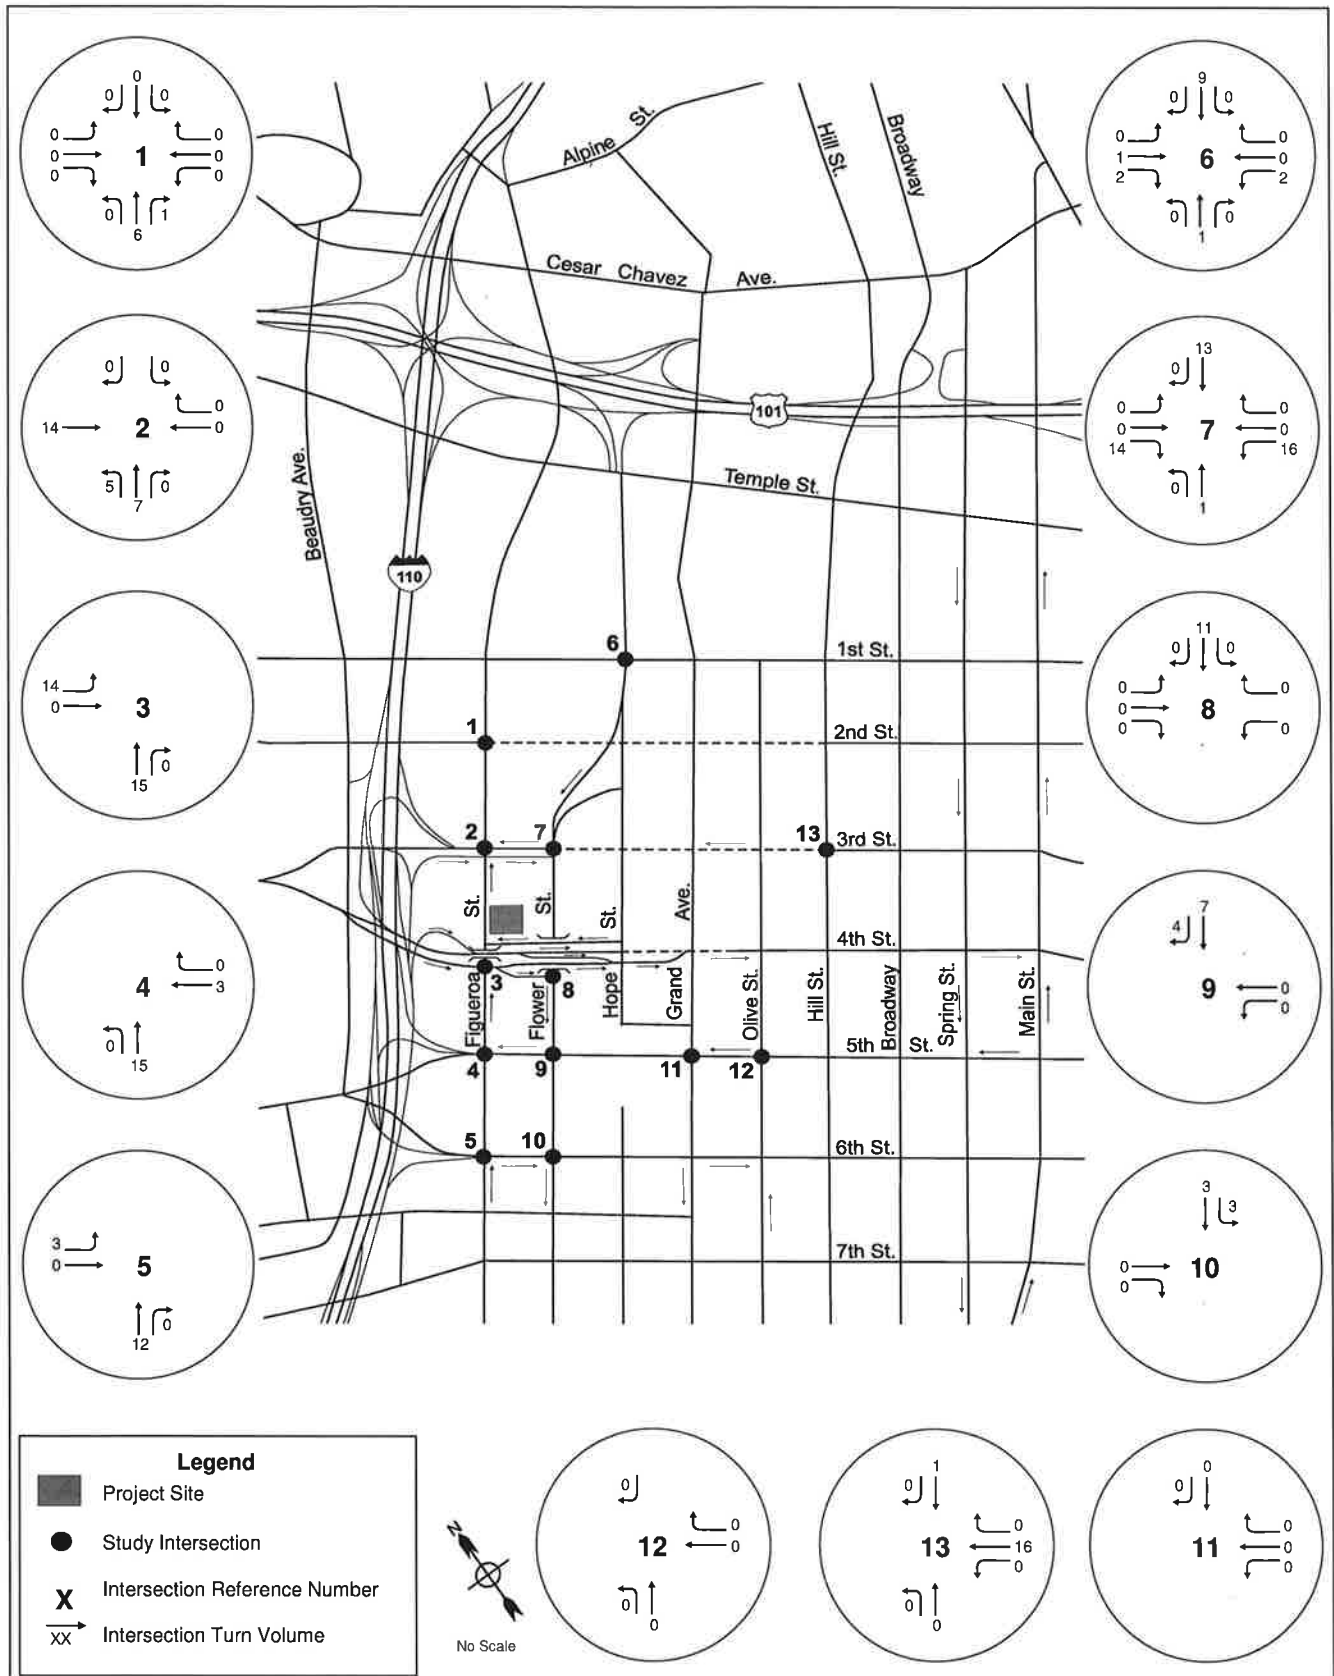 0
0 0
0 0
0 1 0
0 0
0 1
6
0 0
0
14 2 0
5 0
7
14
0 3
0
15
0
4 3
0
15
3
0 5
0
12
9
0 0
0 0
1 6 0
2 2
0 0
1
13
0
0 0
0 7 0
14 16
0
1
11
0 0
0 0
0 8
0 0
7
4
9 0
0
3
3
0 10
0
0
12 0
0
0
0
1
0
0
13 16
0
0
0
0
0
0
11 0
0
Alpine St.
Hill St.
Broadway
Cesar Chavez Ave.
101
Temple St.
Beaudry Ave.
110
6
1st St.
1
2nd St.
2 7 13
3rd St.
St. St. St. Ave.
4th St.
3 8
Figueroa Flower Hope Grand Olive St. Hill St. Broadway Spring St. Main St.
5th St.
4 9 11 12
5 10
6th St.
7th St.
Legend
Project Site
Study Intersection
X Intersection Reference Number
XX Intersection Turn Volume
N
No Scale